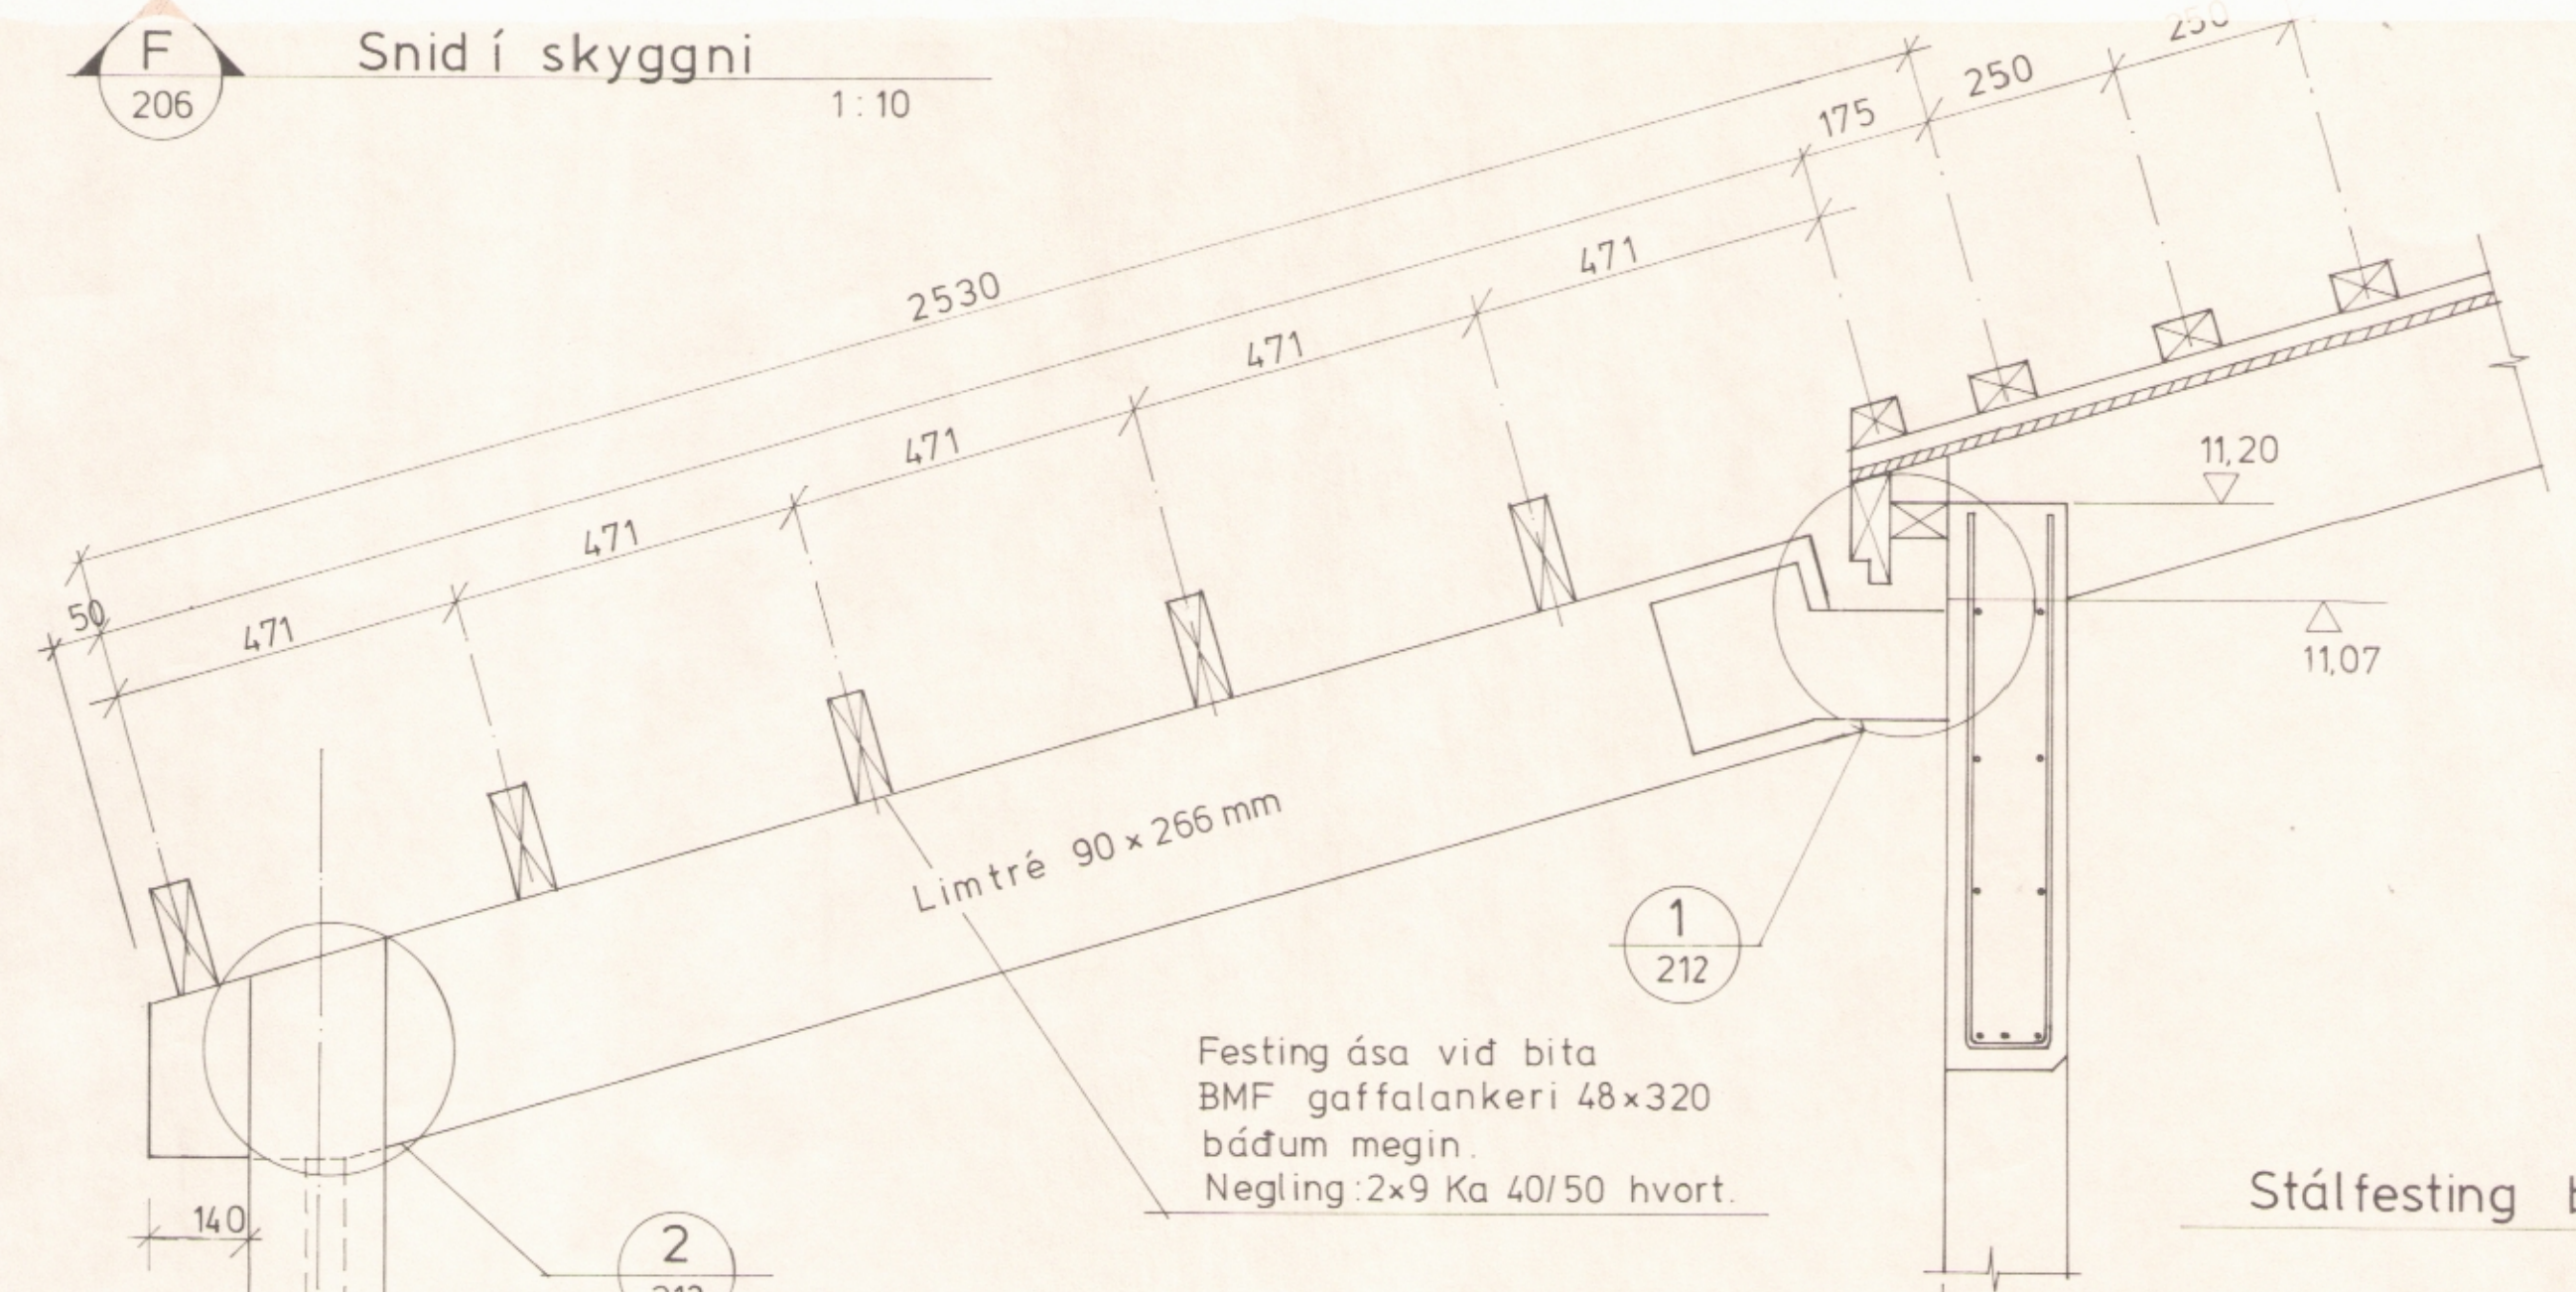 F
206
Snid í skyggni
1:10
250
250
175
2530
471
471
471
471
471
50
471
11,20
11,07
Limtré 90 × 266 mm
1
212
Festing ása við bita
BMF gaffalankeri 48×320
báðum megin.
Negling:2×9 Ka 40/50 hvort.
Stálfesting
140
2